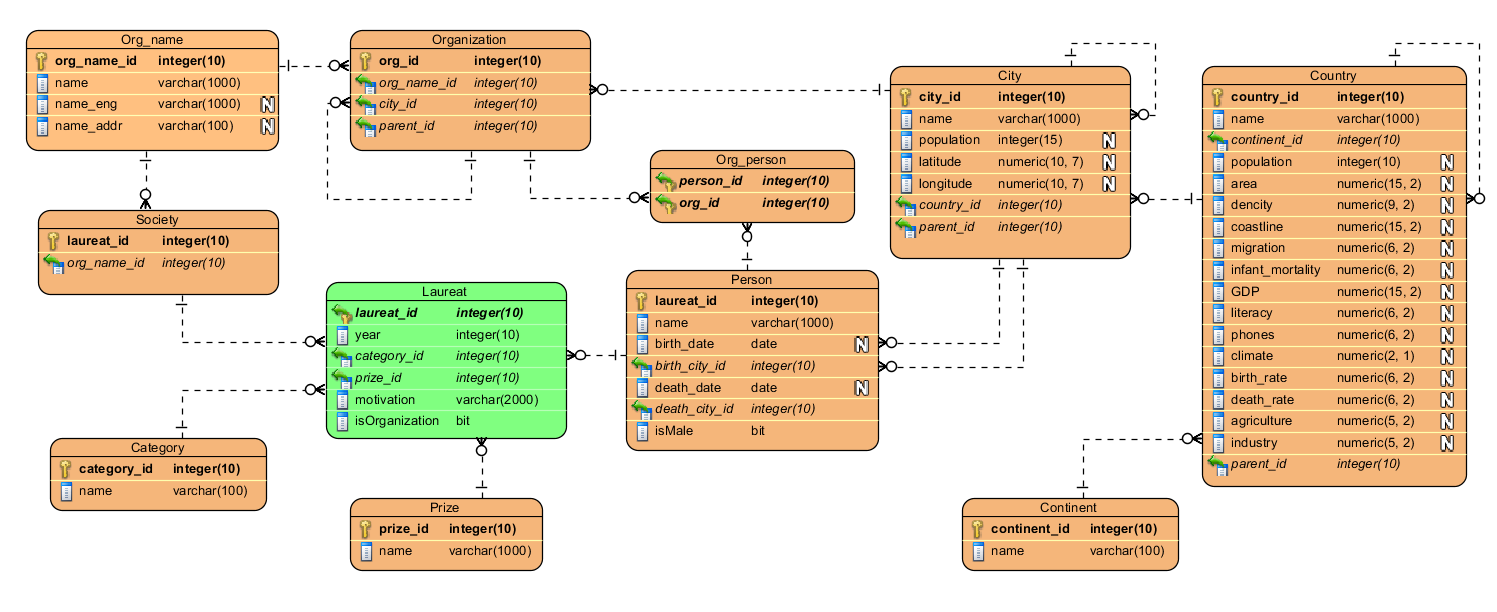 Org_name
org_name_id integer(10)
name varchar(1000)
name_eng varchar(1000) N
name_addr varchar(100) N
Organization
org_id integer(10)
org_name_id integer(10)
city_id integer(10)
parent_id integer(10)
City
city_id integer(10)
name varchar(1000)
population integer(15) N
latitude numeric(10, 7) N
longitude numeric(10, 7) N
country_id integer(10)
parent_id integer(10)
Country
country_id integer(10)
name varchar(1000)
continent_id integer(10)
population integer(10) N
area numeric(15, 2) N
dencity numeric(9, 2) N
coastline numeric(15, 2) N
migration numeric(6, 2) N
infant_mortality numeric(6, 2) N
GDP numeric(15, 2) N
literacy numeric(6, 2) N
phones numeric(6, 2) N
climate numeric(2, 1) N
birth_rate numeric(6, 2) N
death_rate numeric(6, 2) N
agriculture numeric(5, 2) N
industry numeric(5, 2) N
parent_id integer(10)
Org_person
person_id integer(10)
org_id integer(10)
Society
laureat_id integer(10)
org_name_id integer(10)
Laureat
laureat_id integer(10)
year integer(10)
category_id integer(10)
prize_id integer(10)
motivation varchar(2000)
isOrganization bit
Person
laureat_id integer(10)
name varchar(1000)
birth_date date N
birth_city_id integer(10)
death_date date N
death_city_id integer(10)
isMale bit
Category
category_id integer(10)
name varchar(100)
Prize
prize_id integer(10)
name varchar(1000)
Continent
continent_id integer(10)
name varchar(100)